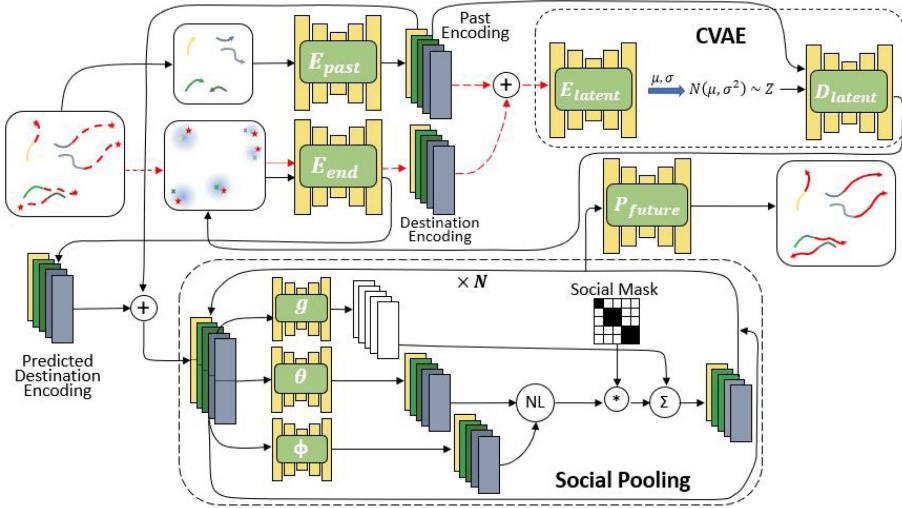 Past
Encoding
CVAE
E_past
+
E_latent
μ, σ
N(μ, σ²) ~ Z
D_latent
E_end
Destination
Encoding
P_future
× N
Social Mask
+
Predicted
Destination
Encoding
g
θ
ϕ
NL
*
Σ
Social Pooling